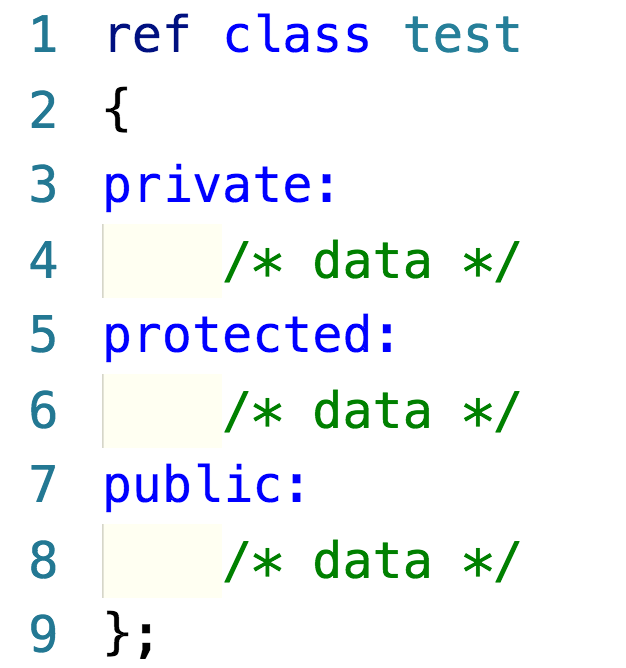 1 ref class test
2 {
3 private:
4     /* data */
5 protected:
6     /* data */
7 public:
8     /* data */
9 };